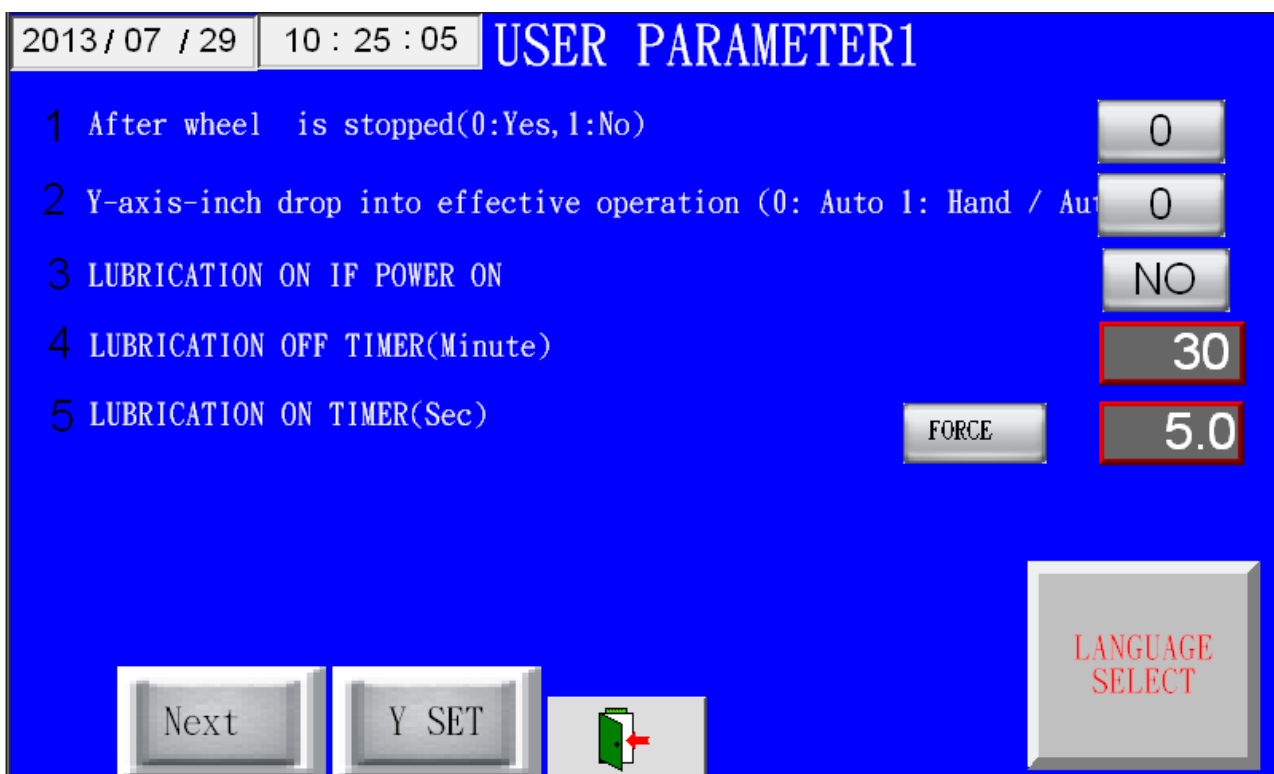 2013 / 07 / 29 10 : 25 : 05 USER PARAMETER1
1 After wheel is stopped(0:Yes,1:No) 0
2 Y-axis-inch drop into effective operation (0: Auto 1: Hand / Au 0
3 LUBRICATION ON IF POWER ON NO
4 LUBRICATION OFF TIMER(Minute) 30
5 LUBRICATION ON TIMER(Sec) FORCE 5.0
LANGUAGE
SELECT
Next Y SET